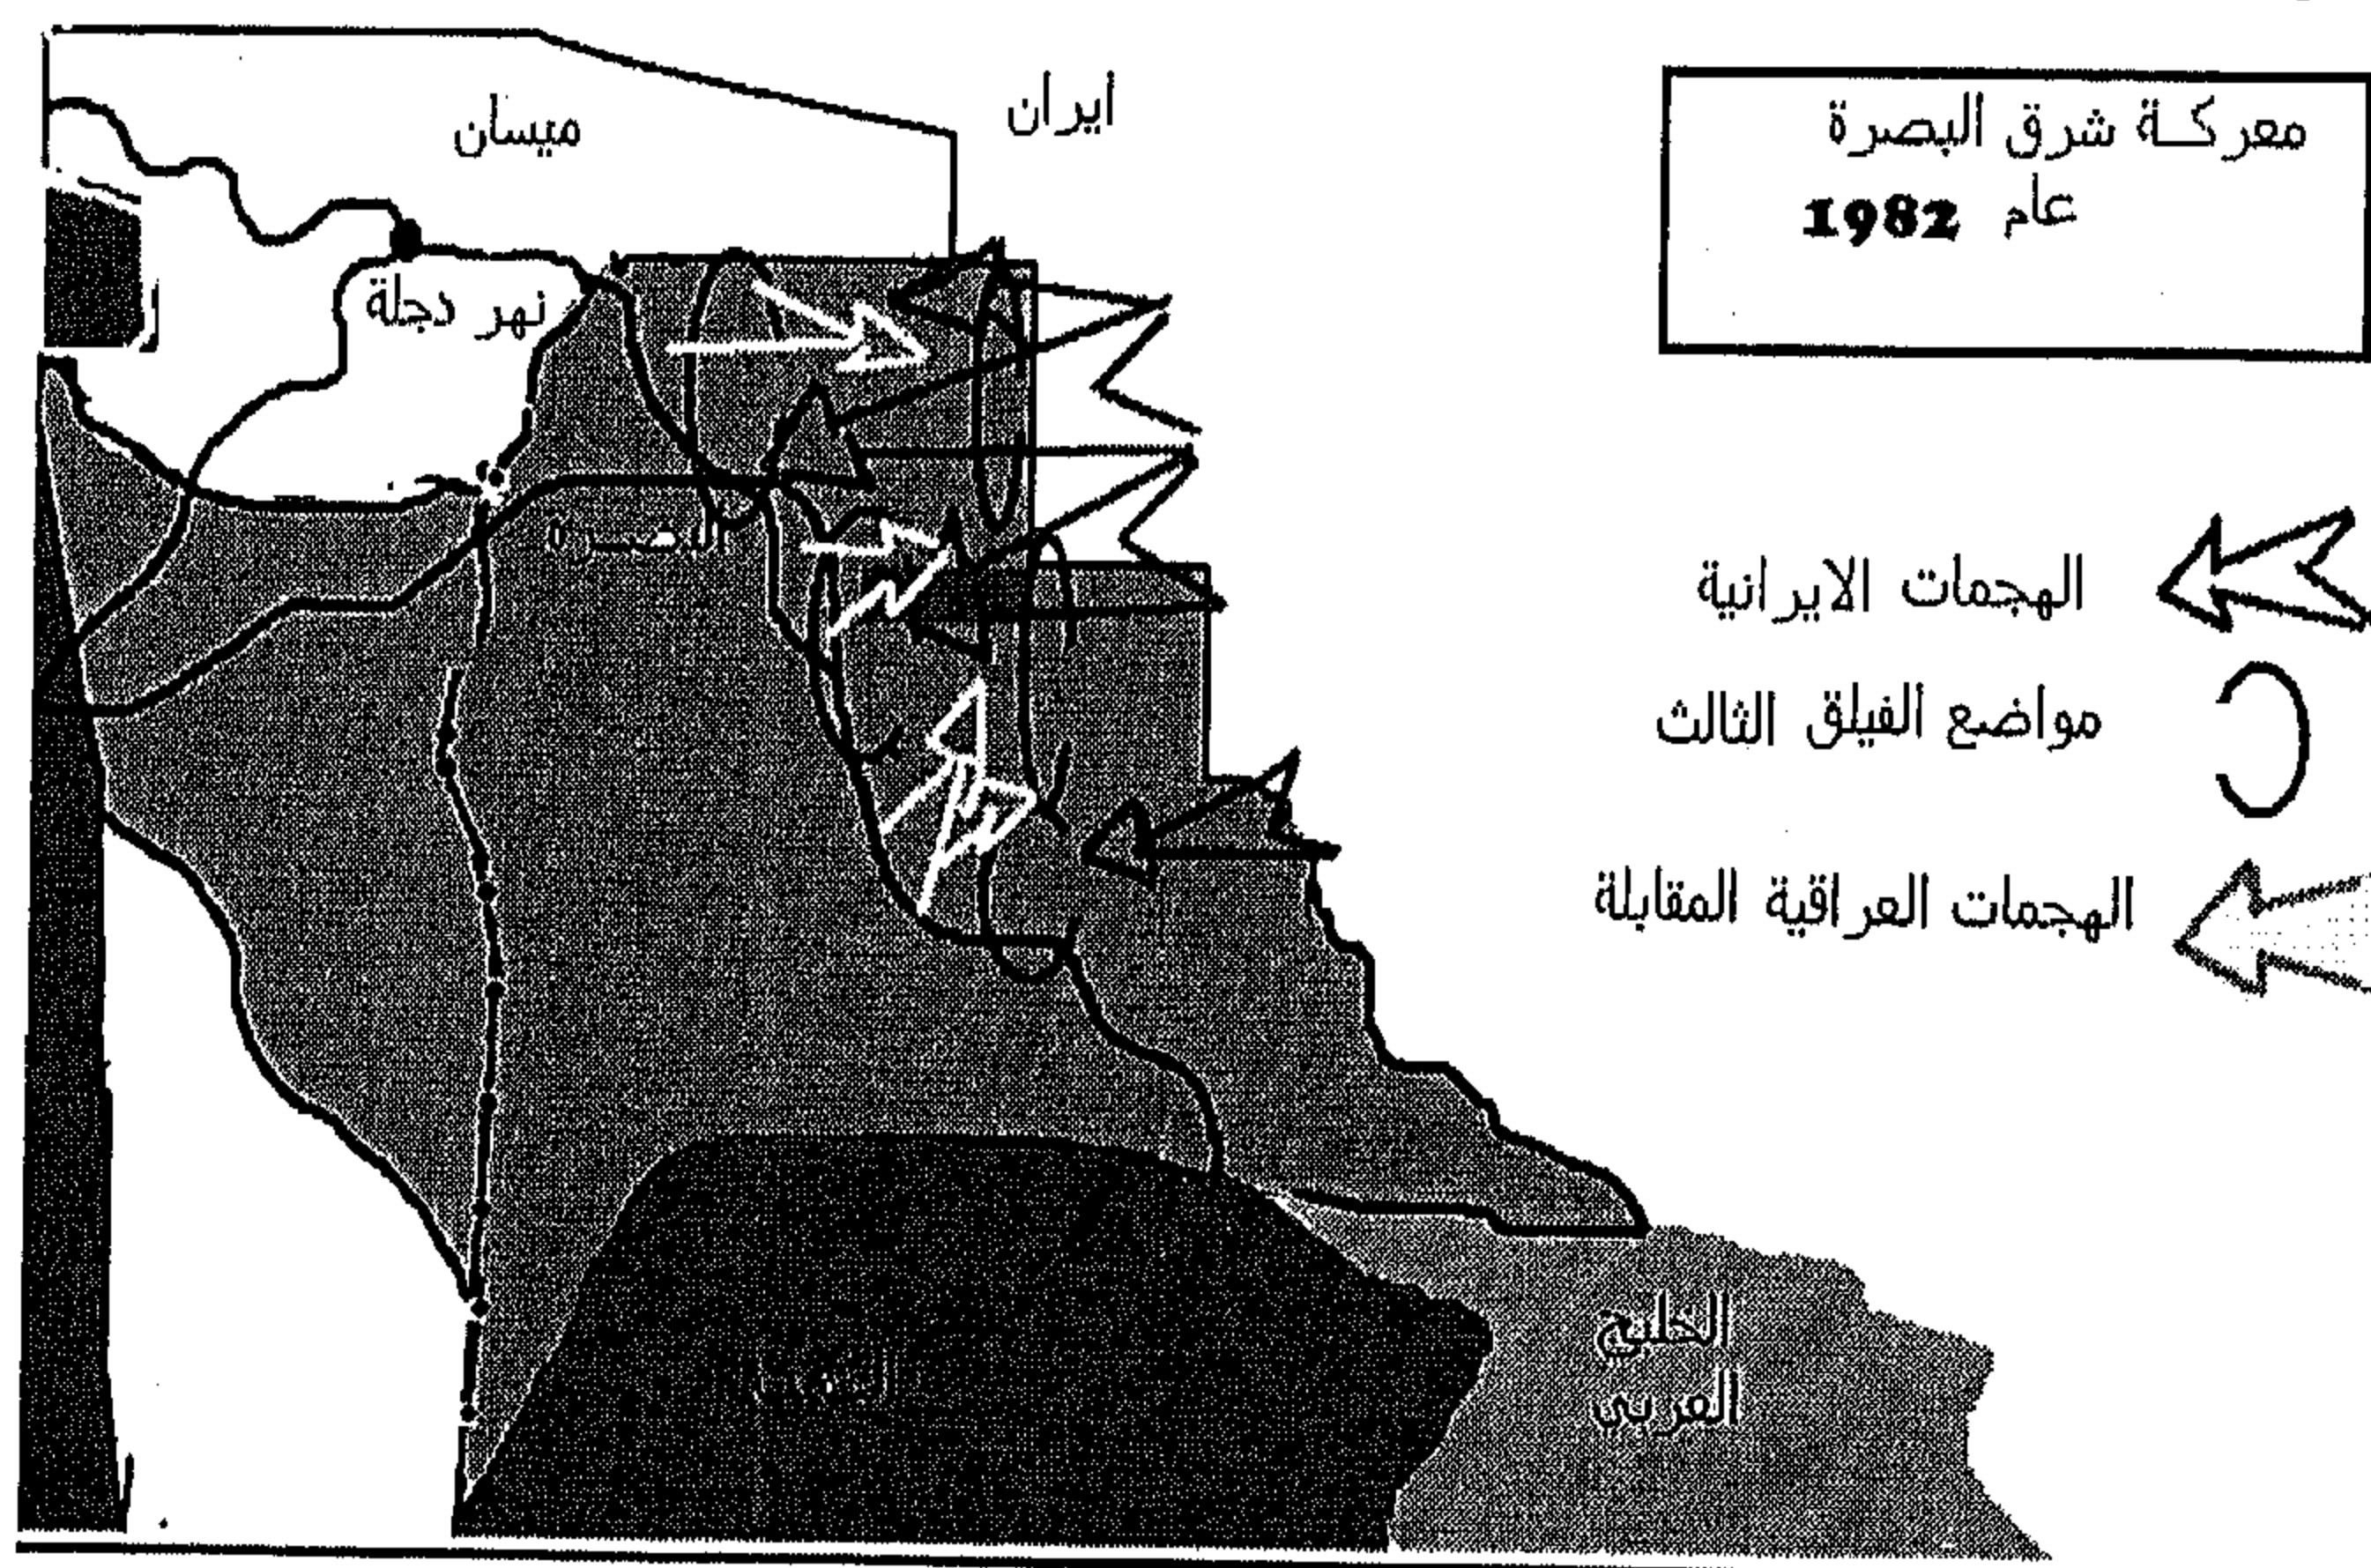 معركة شرق البصرة
عام 1982
ايران
ميسان
نهر دجلة
البصرة
الهجمات الايرانية
مواضع الفيلق الثالث
الهجمات العراقية المقابلة
الخليج
العربي